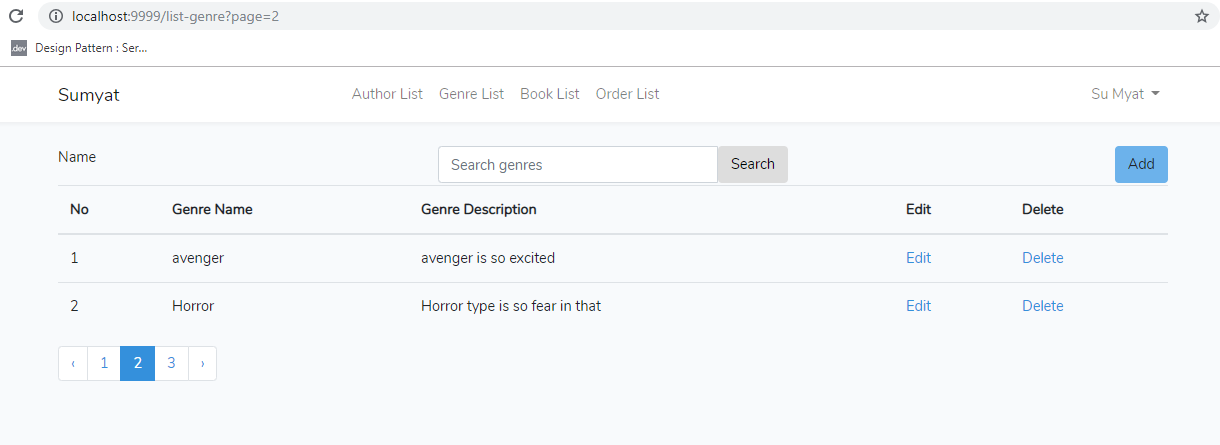 localhost:9999/list-genre?page=2
.dev Design Pattern : Ser...
Sumyat Author List Genre List Book List Order List Su Myat
Name Search genres Search Add
No Genre Name Genre Description Edit Delete
1 avenger avenger is so excited Edit Delete
2 Horror Horror type is so fear in that Edit Delete
‹ 1 2 3 ›